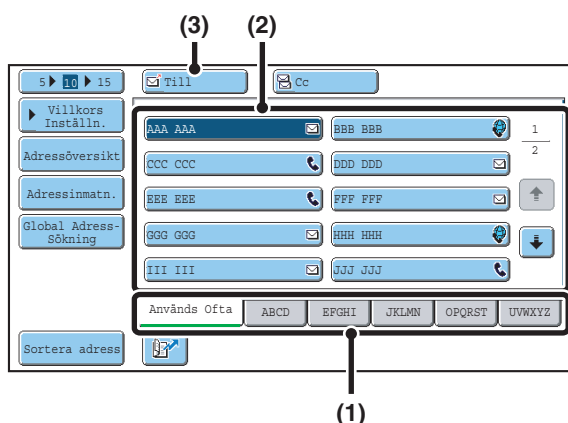 (3) (2)
5 10 15 Till Cc
Villkors
Inställn.
Adressöversikt
Adressinmatn.
Global Adress-
Sökning
AAA AAA BBB BBB
CCC CCC DDD DDD
EEE EEE FFF FFF
GGG GGG HHH HHH
III III JJJ JJJ
1
2
Används Ofta ABCD EFGHI JKLMN OPQRST UVWXYZ
Sortera adress
(1)